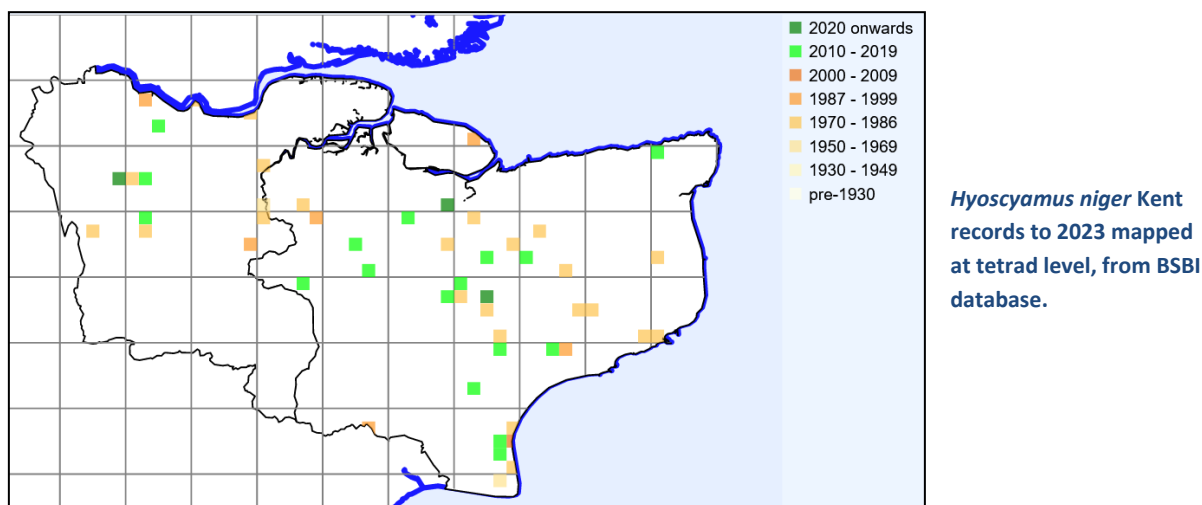 2020 onwards
2010 - 2019
2000 - 2009
1987 - 1999
1970 - 1986
1950 - 1969
1930 - 1949
pre-1930
Hyoscyamus niger Kent
records to 2023 mapped
at tetrad level, from BSBI
database.